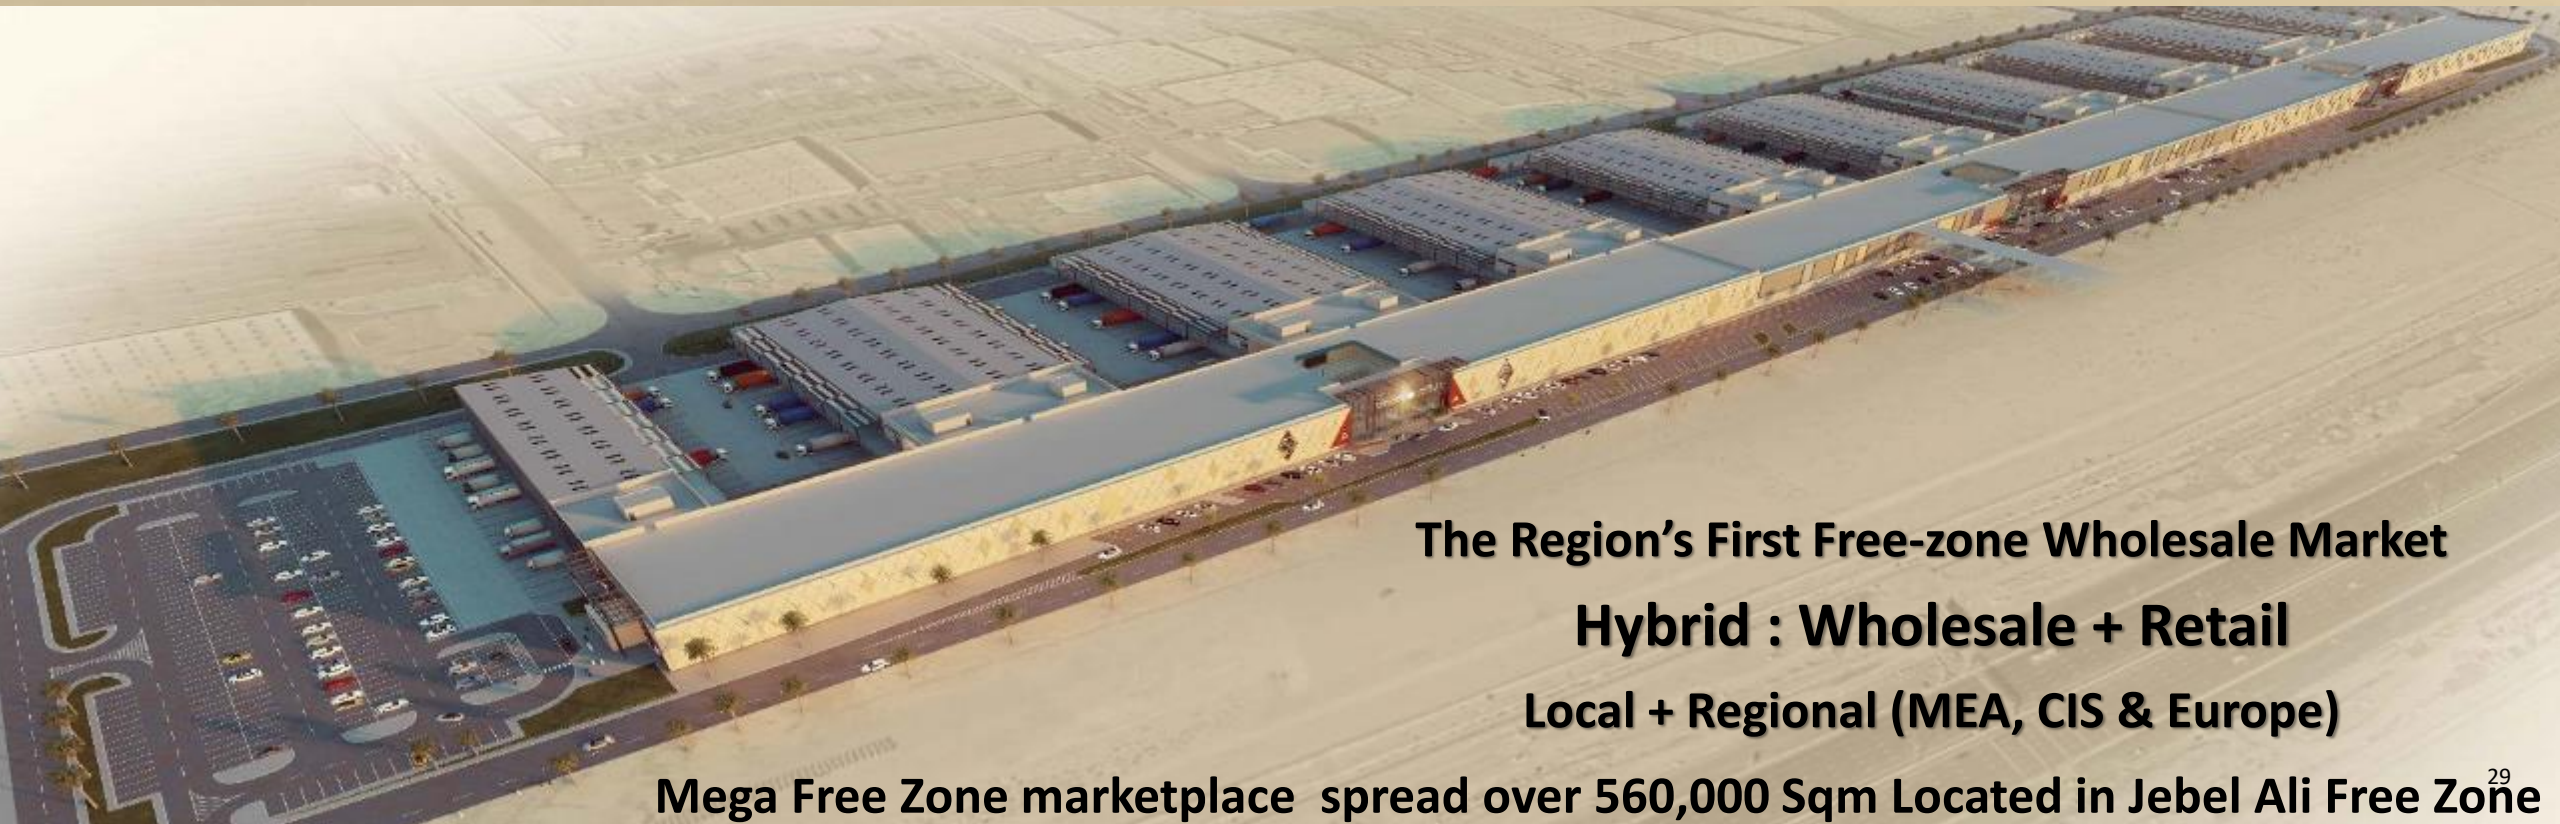 The Region’s First Free-zone Wholesale Market
Hybrid : Wholesale + Retail
Local + Regional (MEA, CIS & Europe)
Mega Free Zone marketplace  spread over 560,000 Sqm Located in Jebel Ali Free Zone
29